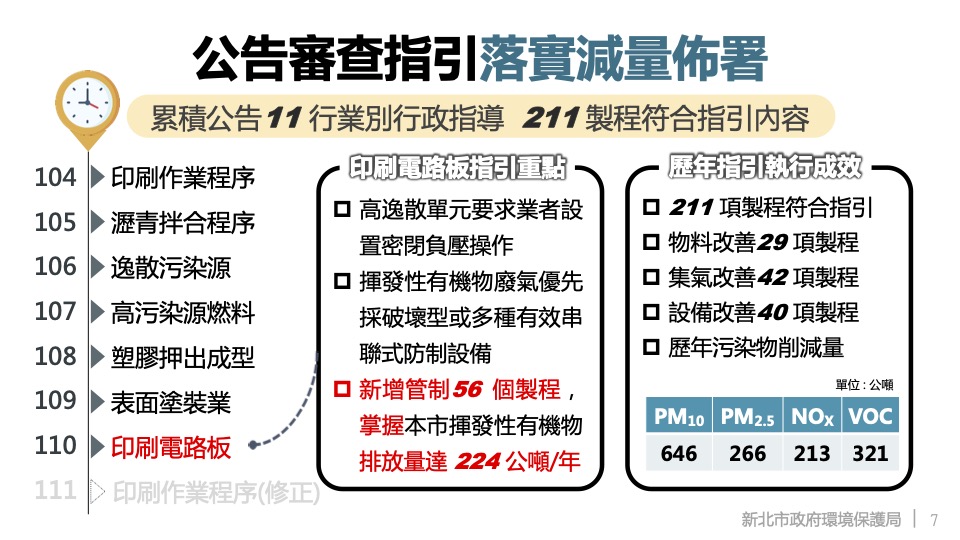 公告審查指引落實減量佈署
累積公告11 行業別行政指導 211 製程符合指引內容
104 印刷作業程序
105 瀝青拌合程序
106 逸散污染源
107 高污染源燃料
108 塑膠押出成型
109 表面塗裝業
110 印刷電路板
111 印刷作業程序(修正)
印刷電路板指引重點
高逸散單元要求業者設
置密閉負壓操作
揮發性有機物廢氣優先
採破壞型或多種有效串
聯式防制設備
新增管制56 個製程，
掌握本市揮發性有機物
排放量達 224 公噸/年
歷年指引執行成效
211 項製程符合指引
物料改善29 項製程
集氣改善42 項製程
設備改善40 項製程
歷年污染物削減量
單位：公噸
PM10 PM2.5 NOX VOC
646 266 213 321
新北市政府環境保護局 | 7